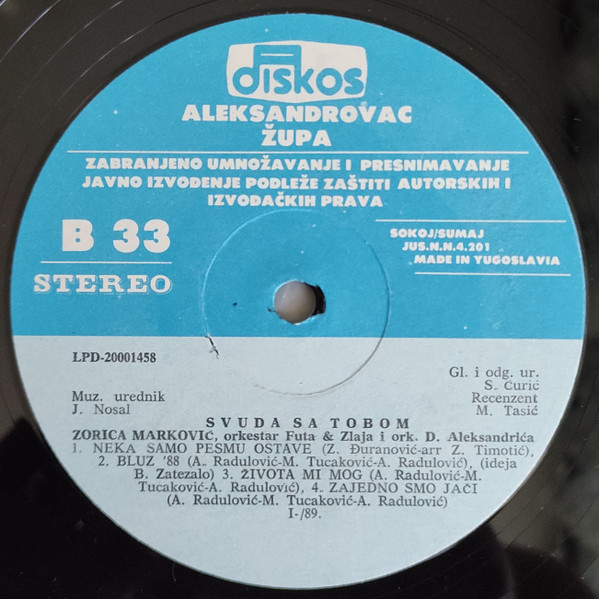 diskos
ALEKSANDROVAC
ŽUPA
ZABRANJENO UMNOŽAVANJE I PRESNIMAVANJE
JAVNO IZVOĐENJE PODLEŽE ZAŠTITI AUTORSKIH I
IZVOĐAČKIH PRAVA
B 33
STEREO
SOKOJ/SUMAJ
JUS.N.N.4.201
MADE IN YUGOSLAVIA
LPD-20001458
Muz. urednik
J. Nosal
Gl. i odg. ur.
S. Ćurić
Recenzent
M. Tasić
SVUDA SA TOBOM
ZORICA MARKOVIĆ, orkestar Futa & Zlaja i ork. D. Aleksandrića
1. NEKA SAMO PESMU OSTAVE (Z. Đuranović-arr Z. Timotić),
2. BLUZ '88 (A. Radulović-M. Tucaković-A. Radulović), (ideja
B. Zatezalo) 3. ŽIVOTA MI MOG (A. Radulović-M.
Tucaković-A. Radulović), 4. ZAJEDNO SMO JAČI
(A. Radulović-M. Tucaković-A. Radulović)
I-/89.